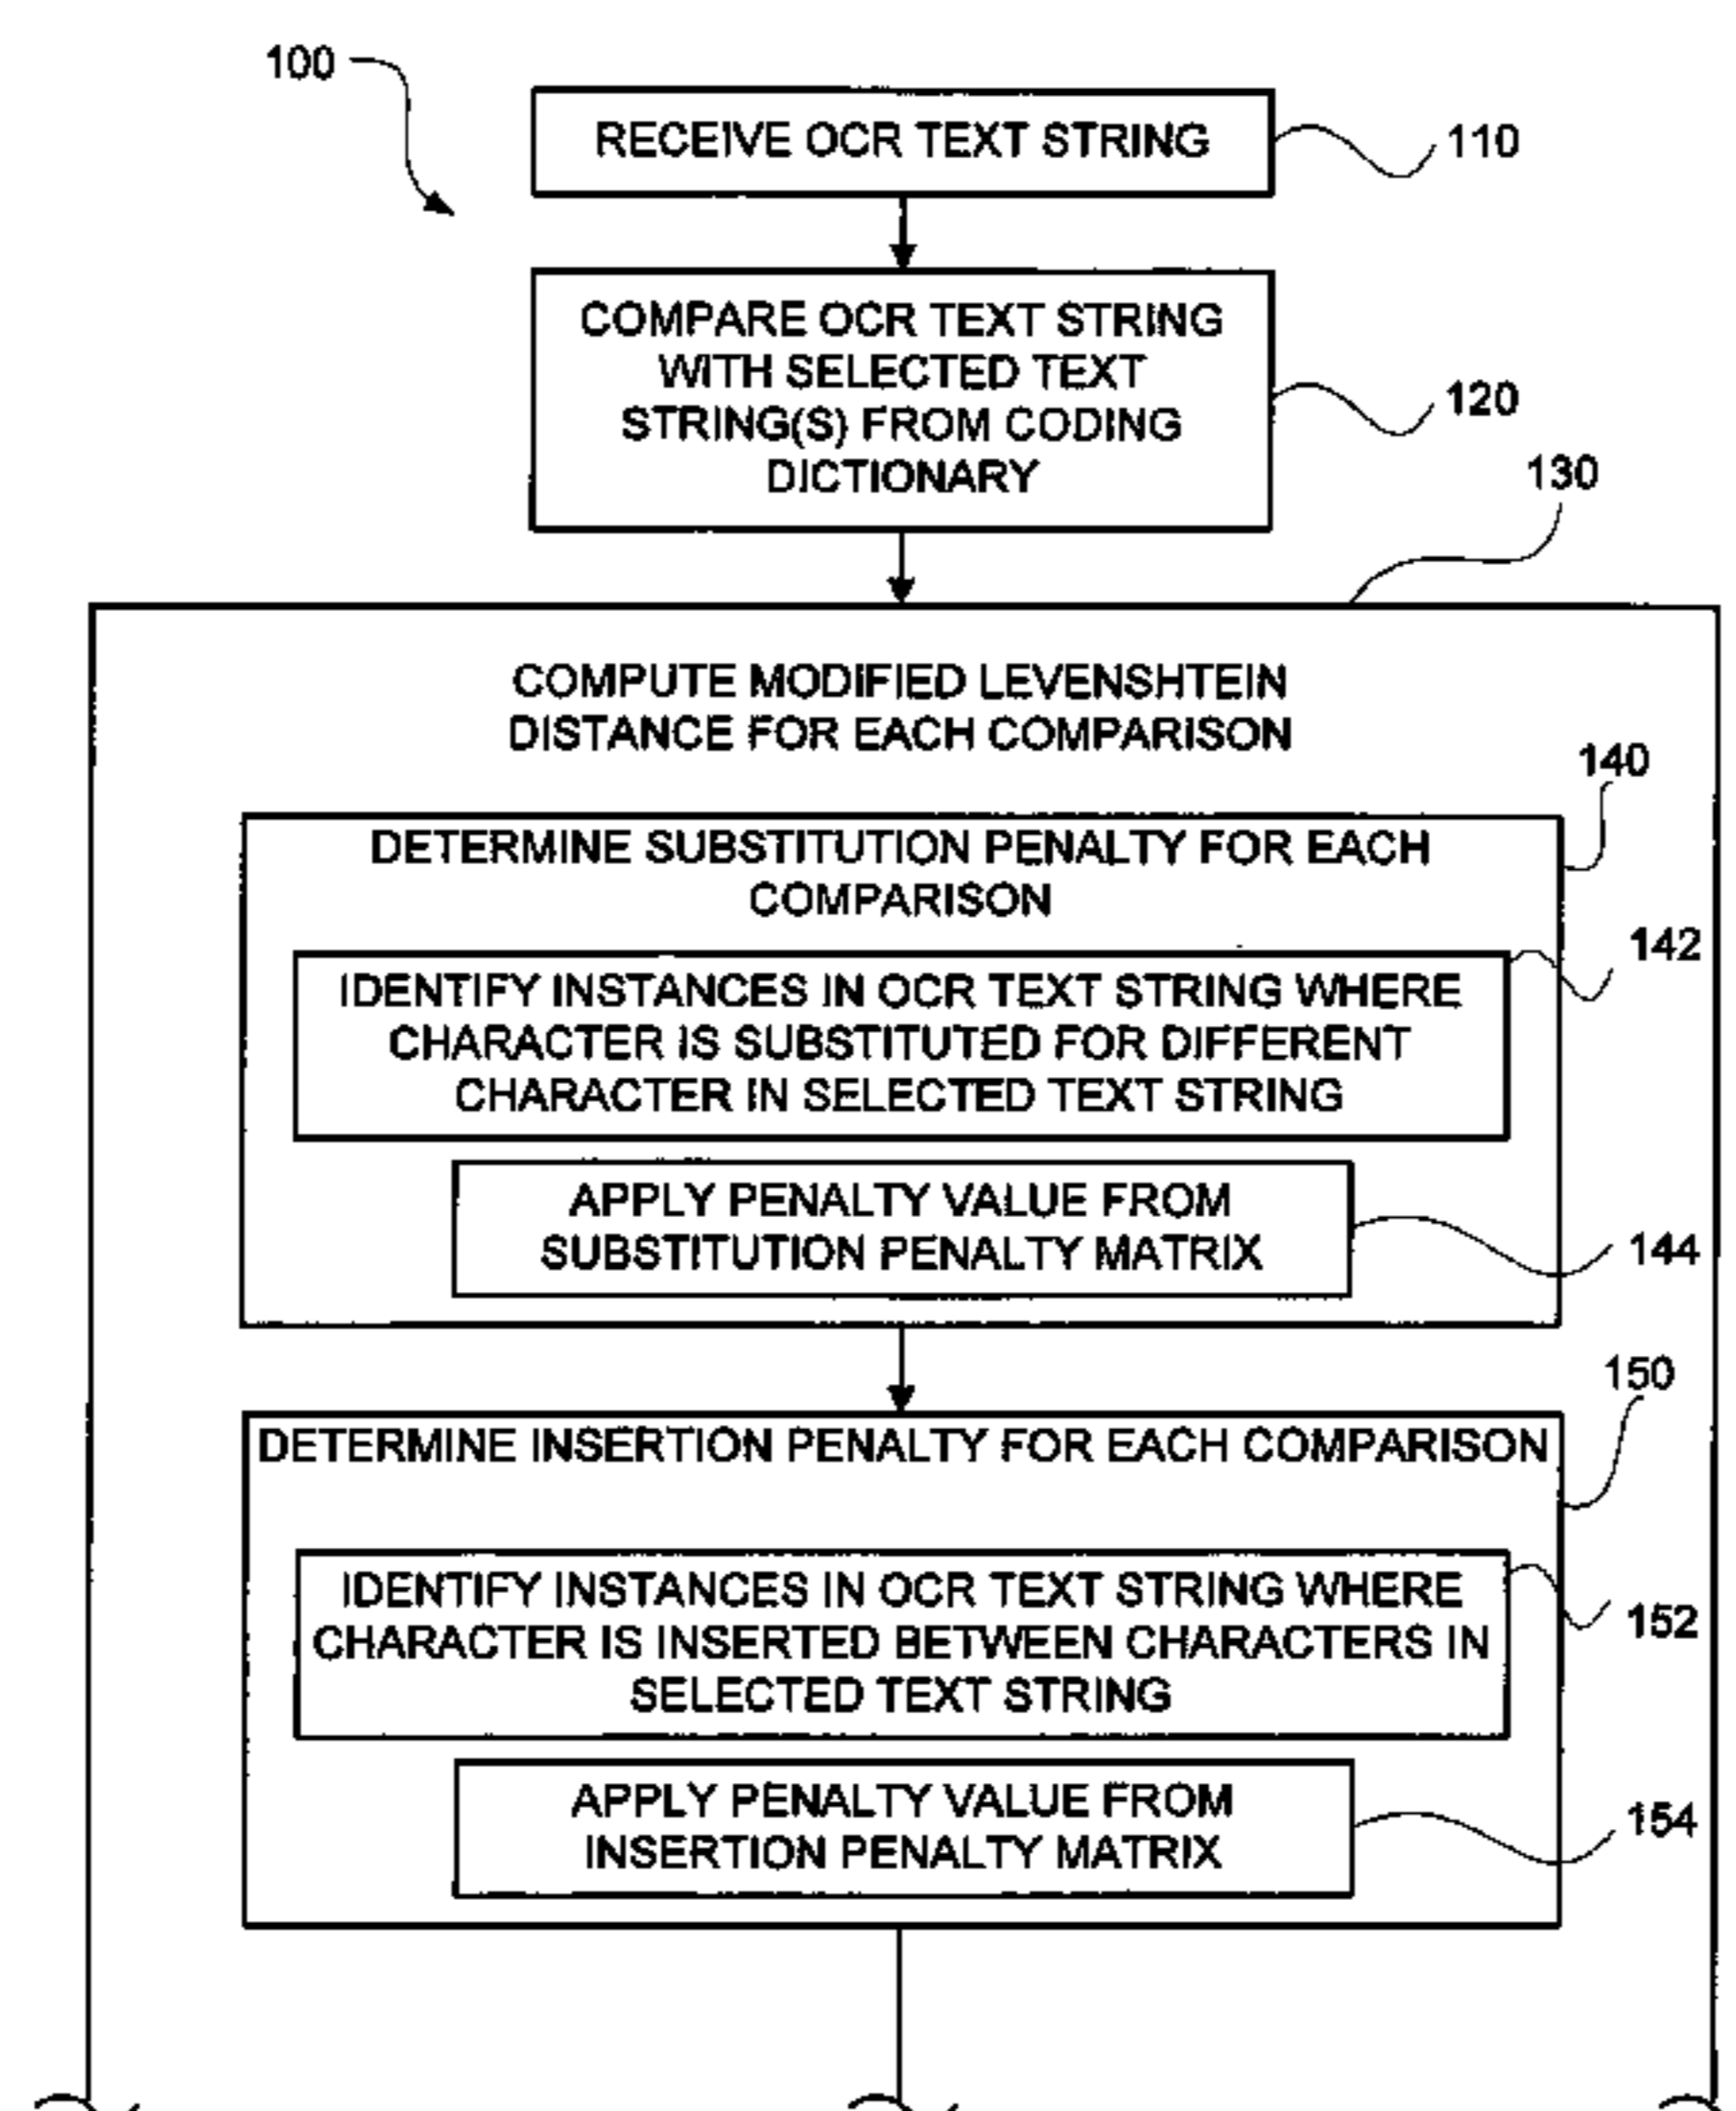 100
RECEIVE OCR TEXT STRING
110
COMPARE OCR TEXT STRING
WITH SELECTED TEXT
STRING(S) FROM CODING
DICTIONARY
120
130
COMPUTE MODIFIED LEVENSHTEIN
DISTANCE FOR EACH COMPARISON
140
DETERMINE SUBSTITUTION PENALTY FOR EACH
COMPARISON
142
IDENTIFY INSTANCES IN OCR TEXT STRING WHERE
CHARACTER IS SUBSTITUTED FOR DIFFERENT
CHARACTER IN SELECTED TEXT STRING
APPLY PENALTY VALUE FROM
SUBSTITUTION PENALTY MATRIX
144
150
DETERMINE INSERTION PENALTY FOR EACH COMPARISON
IDENTIFY INSTANCES IN OCR TEXT STRING WHERE
CHARACTER IS INSERTED BETWEEN CHARACTERS IN
SELECTED TEXT STRING
152
APPLY PENALTY VALUE FROM
INSERTION PENALTY MATRIX
154